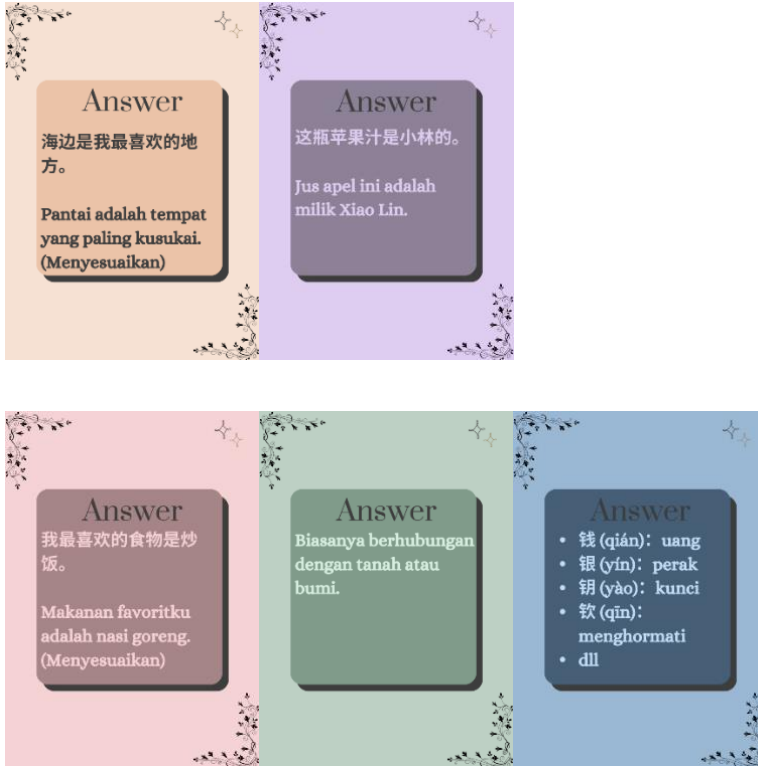 Answer
海边是我最喜欢的地
方。
Pantai adalah tempat
yang paling kusukai.
(Menyesuaikan)
Answer
这瓶苹果汁是小林的。
Jus apel ini adalah
milik Xiao Lin.
Answer
我最喜欢的食物是炒
饭。
Makanan favoritku
adalah nasi goreng.
(Menyesuaikan)
Answer
Biasanya berhubungan
dengan tanah atau
bumi.
Answer
• 钱 (qián)：uang
• 银 (yín)：perak
• 钥 (yào)：kunci
• 钦 (qīn)：
menghormati
• dll